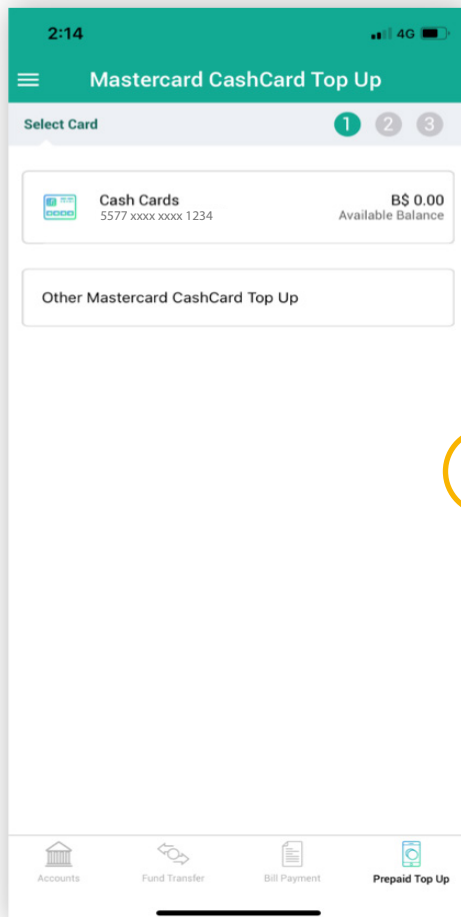 2:14 4G
Mastercard CashCard Top Up
Select Card 1 2 3
Cash Cards B$ 0.00
5577 xxxx xxxx 1234 Available Balance
Other Mastercard CashCard Top Up
Accounts Fund Transfer Bill Payment Prepaid Top Up